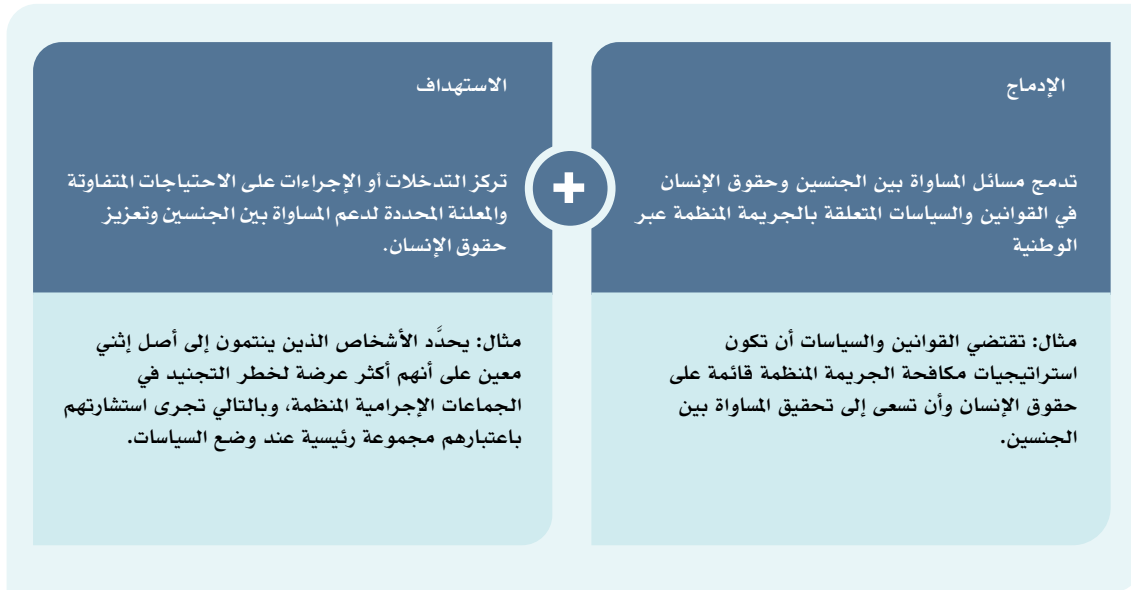 الإدماج
تدمج مسائل المساواة بين الجنسين وحقوق الإنسان
في القوانين والسياسات المتعلقة بالجريمة المنظمة عبر
الوطنية
مثال: تقتضي القوانين والسياسات أن تكون
استراتيجيات مكافحة الجريمة المنظمة قائمة على
حقوق الإنسان وأن تسعى إلى تحقيق المساواة بين
الجنسين.
+
الاستهداف
تركز التدخلات أو الإجراءات على الاحتياجات المتفاوتة
والمعلنة المحددة لدعم المساواة بين الجنسين وتعزيز
حقوق الإنسان.
مثال: يحدَّد الأشخاص الذين ينتمون إلى أصل إثني
معين على أنهم أكثر عرضة لخطر التجنيد في
الجماعات الإجرامية المنظمة، وبالتالي تجرى استشارتهم
باعتبارهم مجموعة رئيسية عند وضع السياسات.